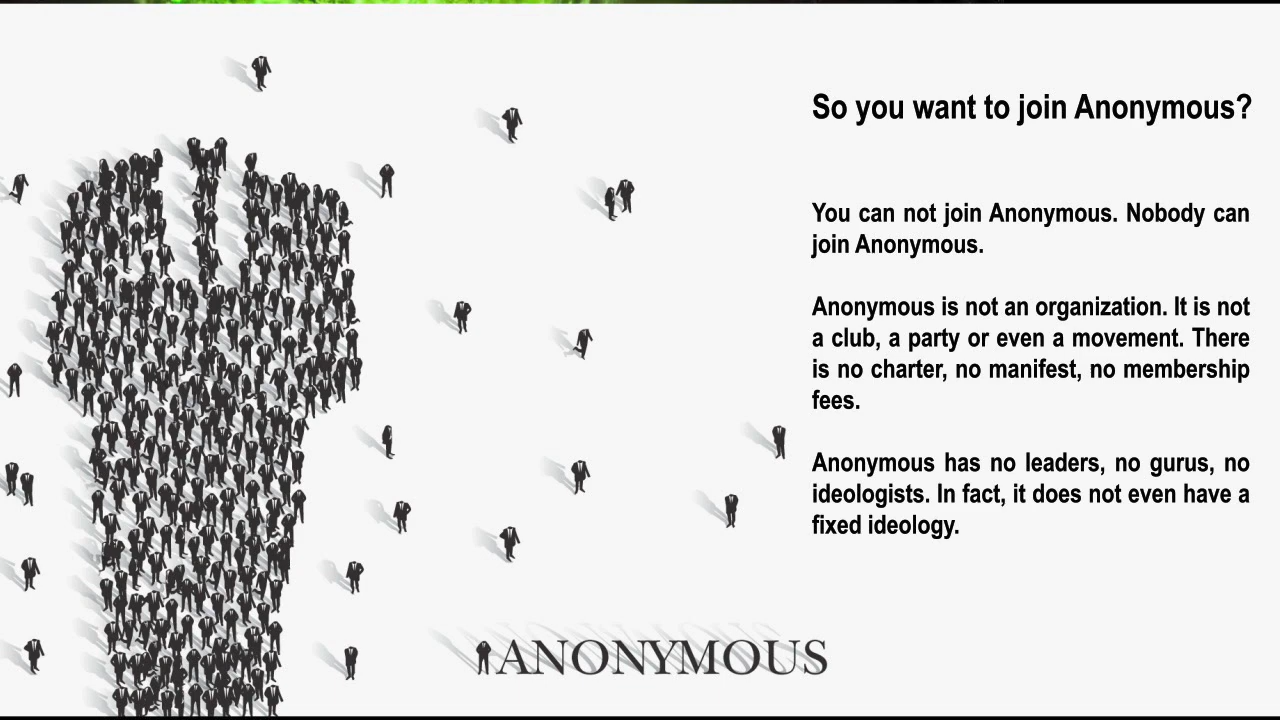 So you want to join Anonymous?
You can not join Anonymous. Nobody can
join Anonymous.
Anonymous is not an organization. It is not
a club, a party or even a movement. There
is no charter, no manifest, no membership
fees.
Anonymous has no leaders, no gurus, no
ideologists. In fact, it does not even have a
fixed ideology.
ANONYMOUS